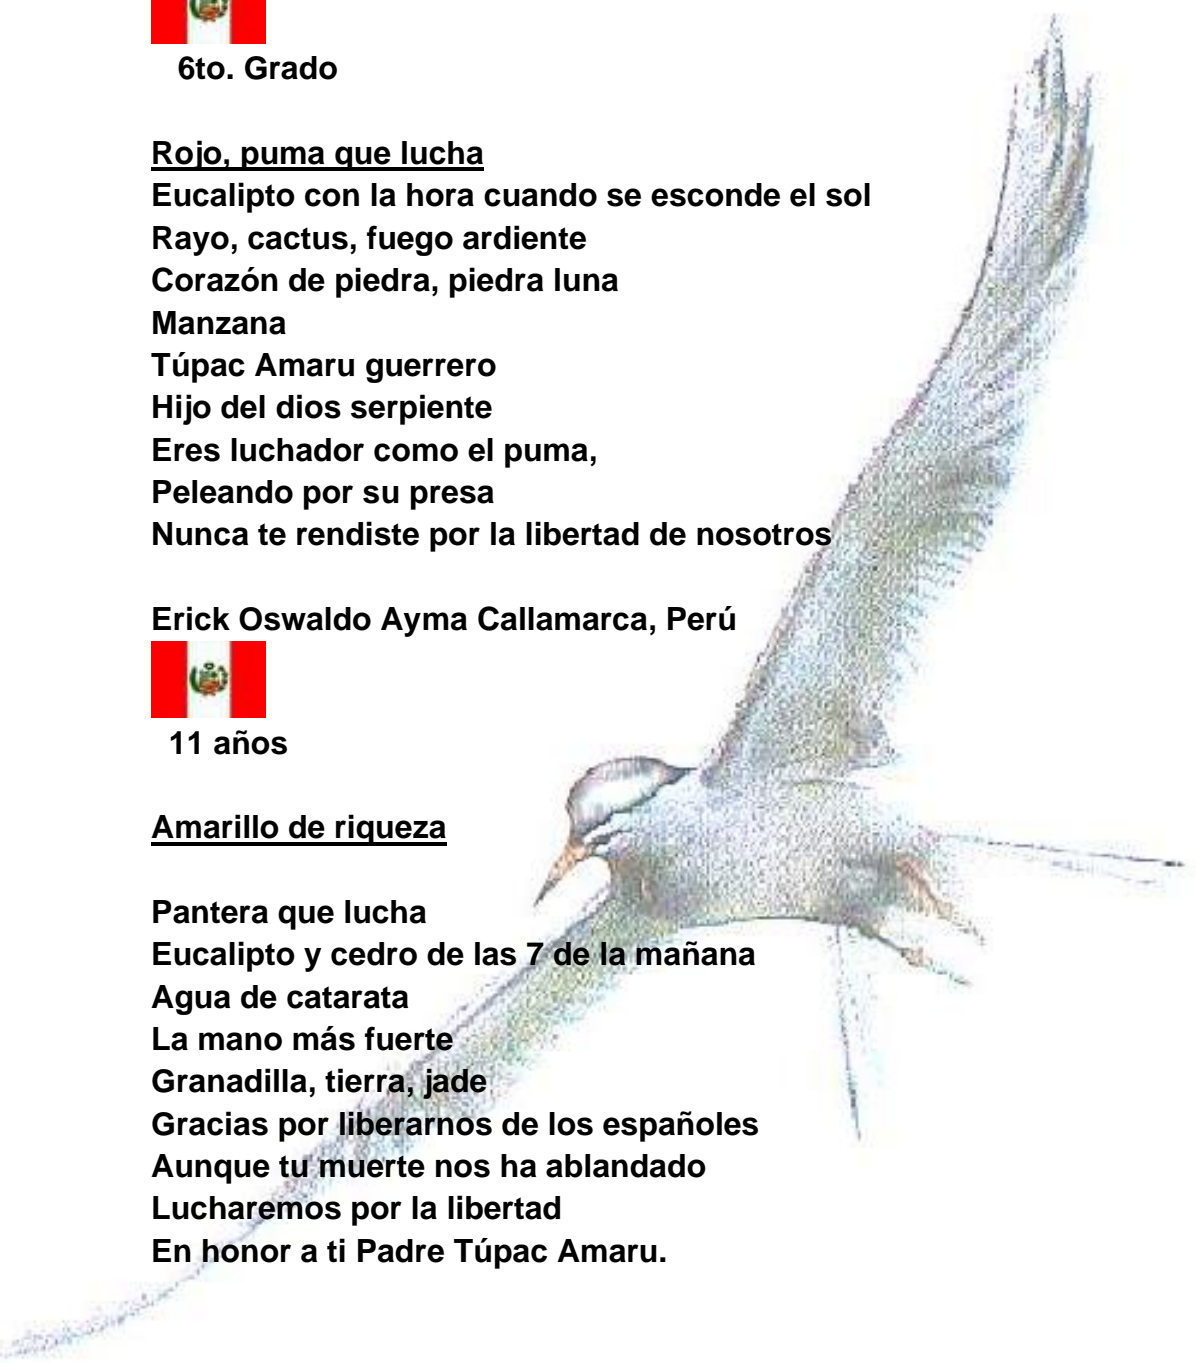 6to. Grado
Rojo, puma que lucha
Eucalipto con la hora cuando se esconde el sol
Rayo, cactus, fuego ardiente
Corazón de piedra, piedra luna
Manzana
Túpac Amaru guerrero
Hijo del dios serpiente
Eres luchador como el puma,
Peleando por su presa
Nunca te rendiste por la libertad de nosotros
Erick Oswaldo Ayma Callamarca, Perú
11 años
Amarillo de riqueza
Pantera que lucha
Eucalipto y cedro de las 7 de la mañana
Agua de catarata
La mano más fuerte
Granadilla, tierra, jade
Gracias por liberarnos de los españoles
Aunque tu muerte nos ha ablandado
Lucharemos por la libertad
En honor a ti Padre Túpac Amaru.